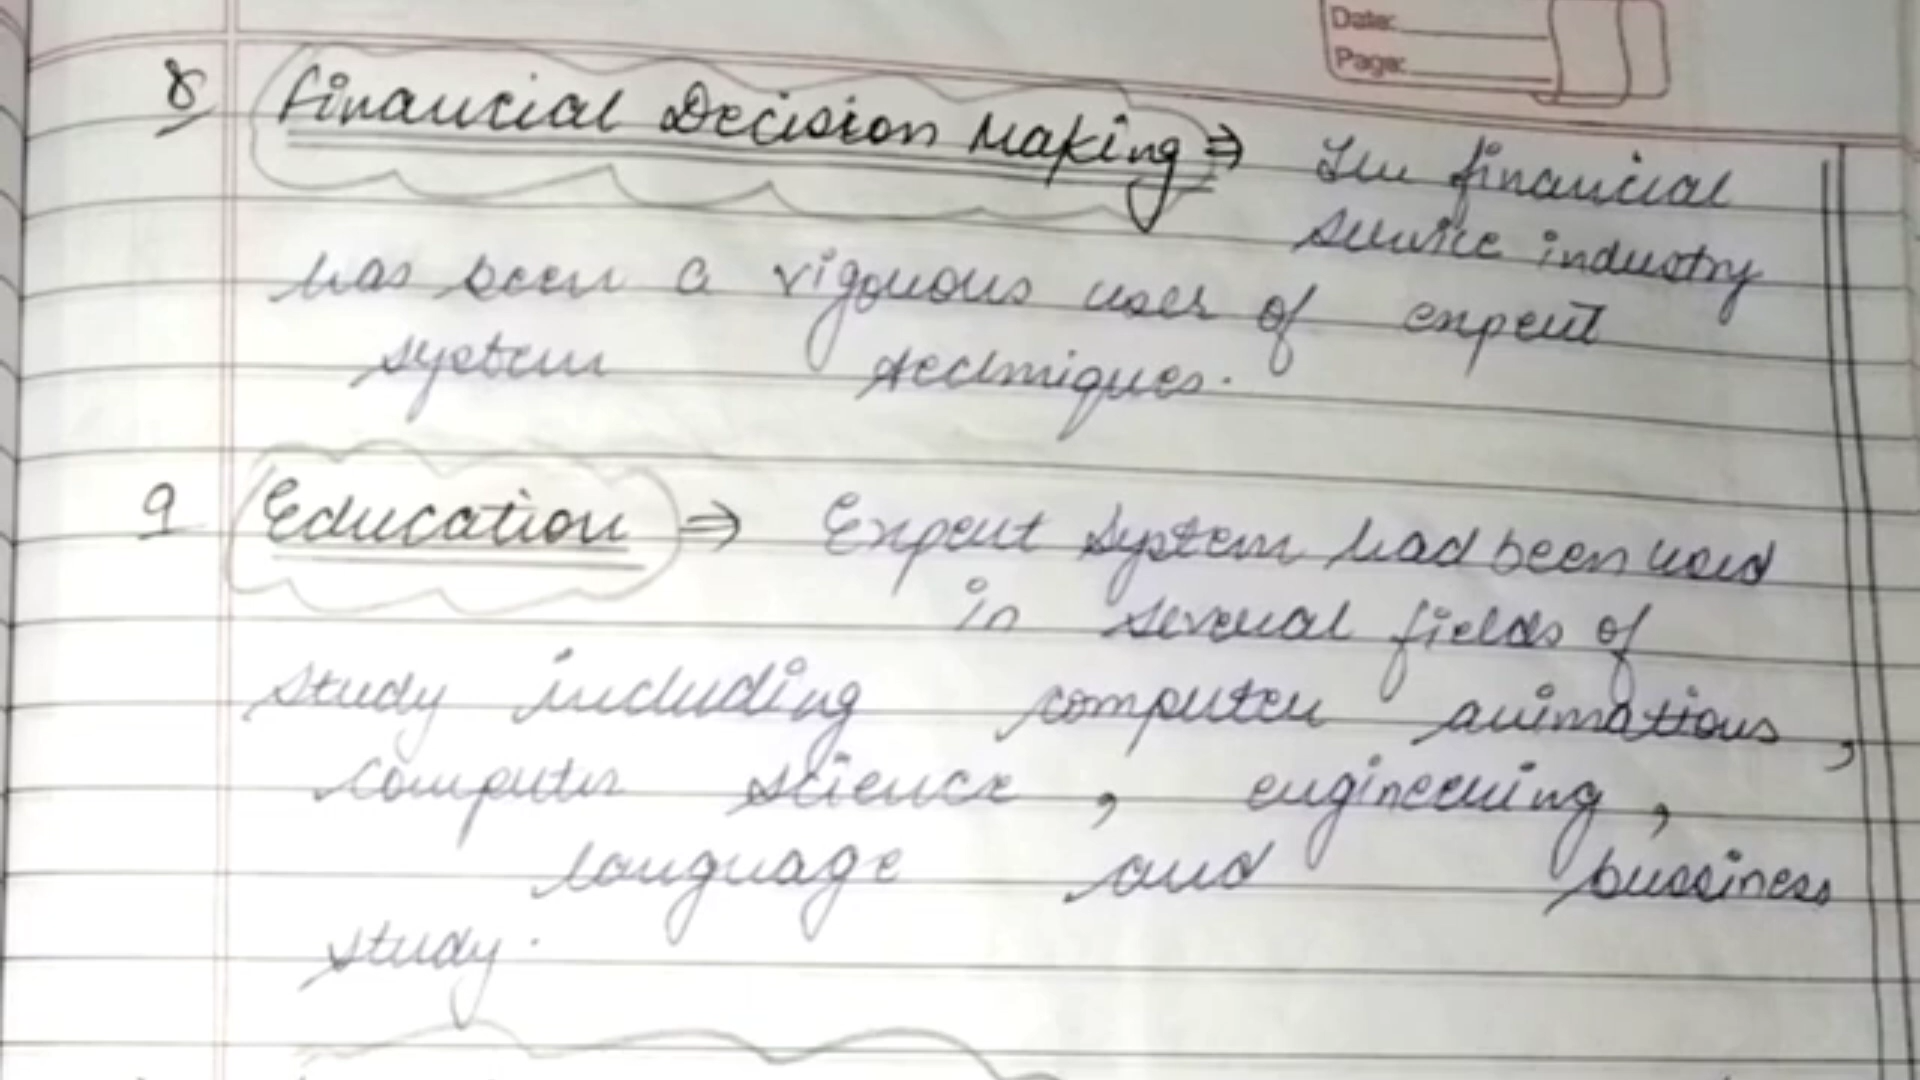 Date:
Page:
8 Financial Decision Making ⇒ The financial
service industry
has been a vigorous user of expert
system techniques.
9 Education ⇒ Expert system had been used
in several fields of
study including computer animations,
computer science, engineering,
language and bussiness
study.